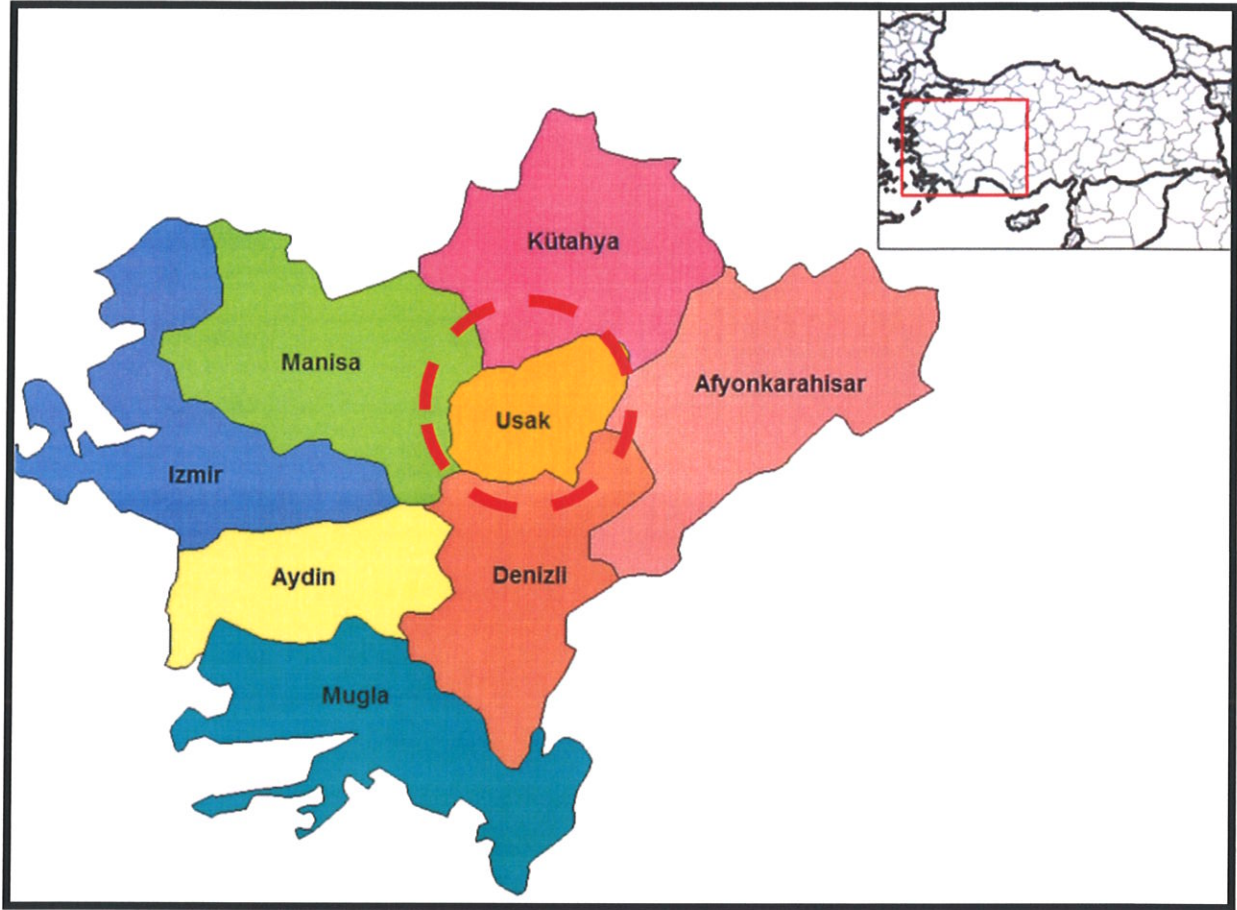 Kütahya
Manisa
Afyonkarahisar
Usak
Izmir
Aydin
Denizli
Mugla